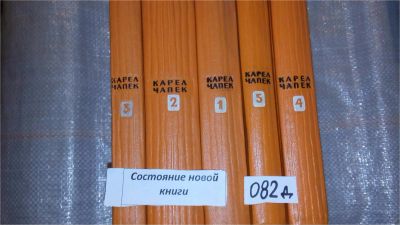 КАРЕЛ
ЧАПЕК
3
КАРЕЛ
ЧАПЕК
2
КАРЕЛ
ЧАПЕК
1
КАРЕЛ
ЧАПЕК
5
КАРЕЛ
ЧАПЕК
4
Состояние новой
книги
082д